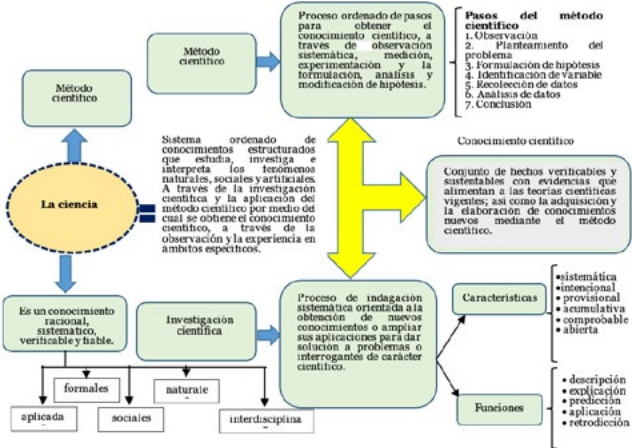 Método
científico
La ciencia
Es un conocimiento
racional,
sistemático,
verificable y fiable.
formales
naturale
aplicada
sociales
interdisciplina
Método
científico
Proceso ordenado de pasos
para obtener el
conocimiento científico, a
través de observación
sistemática, medición,
experimentación y la
formulación, análisis y
modificación de hipótesis.
Pasos del método
científico
1. Observación
2. Planteamiento del
problema
3. Formulación de hipótesis
4. Identificación de variable
5. Recolección de datos
6. Análisis de datos
7. Conclusión
Sistema ordenado de
conocimientos estructurados
que estudia, investiga e
interpreta los fenómenos
naturales, sociales y artificiales.
A través de la investigación
científica y la aplicación del
método científico por medio del
cual se obtiene el conocimiento
científico, a través de la
observación y la experiencia en
ámbitos específicos.
Conocimiento científico
Conjunto de hechos verificables y
sustentables con evidencias que
alimentan a las teorías científicas
vigentes; así como la adquisición y
la elaboración de conocimientos
nuevos mediante el método
científico.
Investigación
científica
Proceso de indagación
sistemática orientada a la
obtención de nuevos
conocimientos o ampliar
sus aplicaciones para dar
solución a problemas o
interrogantes de carácter
científico.
Características
•sistemática
•intencional
• provisional
• acumulativa
• comprobable
• abierta
Funciones
• descripción
• explicación
• predicción
• aplicación
• retrodicción